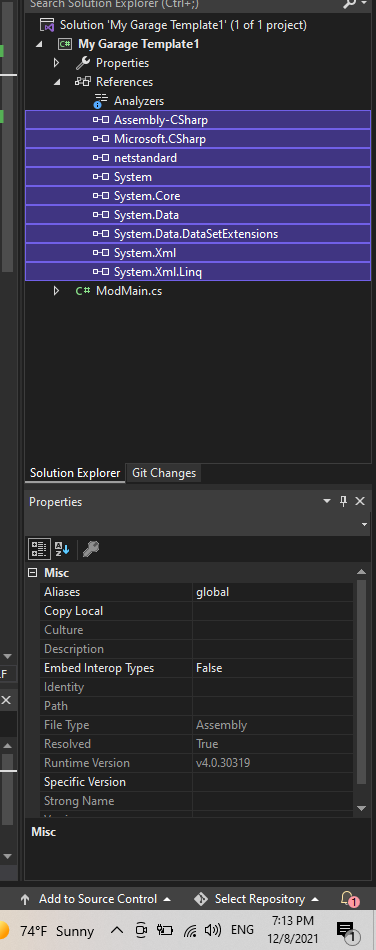 Search Solution Explorer (Ctrl+;)
Solution 'My Garage Template1' (1 of 1 project)
C# My Garage Template1
Properties
References
Analyzers
Assembly-CSharp
Microsoft.CSharp
netstandard
System
System.Core
System.Data
System.Data.DataSetExtensions
System.Xml
System.Xml.Linq
C# ModMain.cs
Solution Explorer Git Changes
Properties
Misc
Aliases global
Copy Local
Culture
Description
Embed Interop Types False
Identity
Path
File Type Assembly
Resolved True
Runtime Version v4.0.30319
Specific Version
Strong Name
Misc
Add to Source Control Select Repository 1
74°F Sunny ENG 7:13 PM
12/8/2021 1